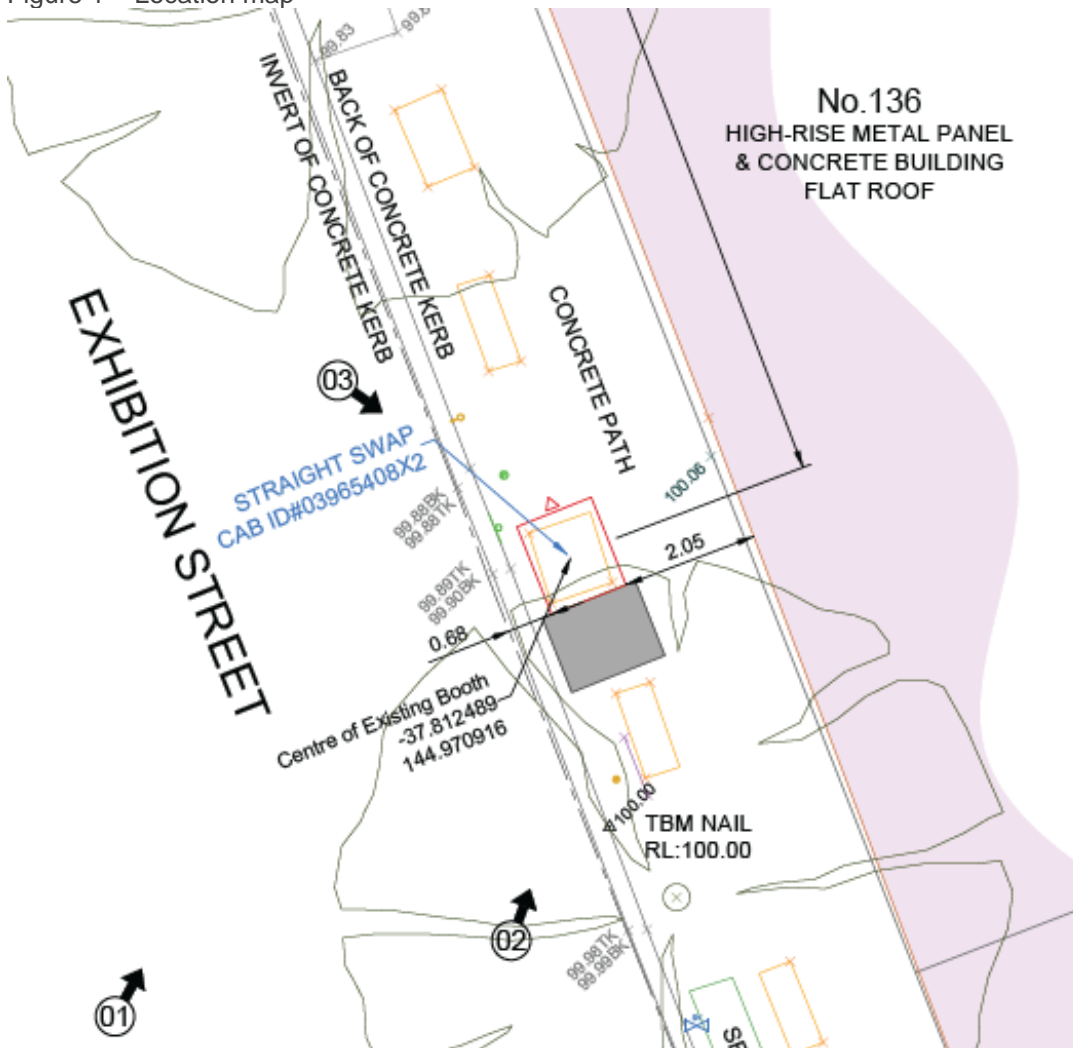 Figure 1 – Location map
99.83
No.136
HIGH-RISE METAL PANEL
& CONCRETE BUILDING
FLAT ROOF
INVERT OF CONCRETE KERB
BACK OF CONCRETE KERB
CONCRETE PATH
EXHIBITION STREET
03
STRAIGHT SWAP
CAB ID#03965408X2
99.88BK
99.88TK
100.06
2.05
99.89TK
99.90BK
0.68
Centre of Existing Booth
-37.812489
144.970916
100.00
TBM NAIL
RL:100.00
02
99.98TK
99.99BK
01